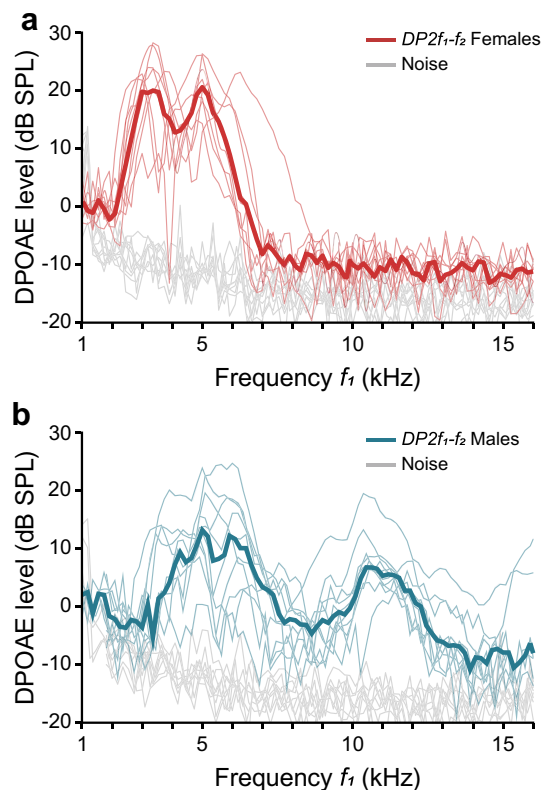 a
DP2f₁-f₂ Females
Noise
DPOAE level (dB SPL)
30
20
10
0
-10
-20
1
5
10
15
Frequency f₁ (kHz)
b
DP2f₁-f₂ Males
Noise
DPOAE level (dB SPL)
30
20
10
0
-10
-20
1
5
10
15
Frequency f₁ (kHz)